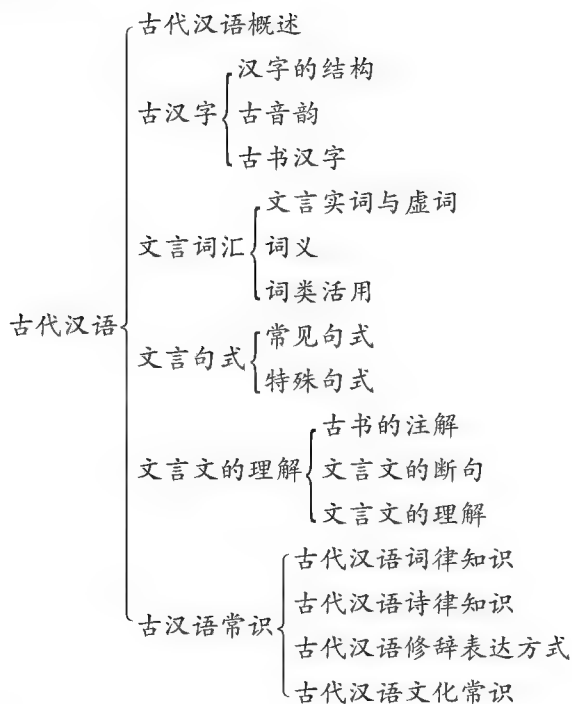 古代汉语概述
汉字的结构
古汉字
古音韵
古书汉字
文言实词与虚词
文言词汇
词义
词类活用
古代汉语
常见句式
文言句式
特殊句式
古书的注解
文言文的理解
文言文的断句
文言文的理解
古代汉语词律知识
古代汉语诗律知识
古汉语常识
古代汉语修辞表达方式
古代汉语文化常识